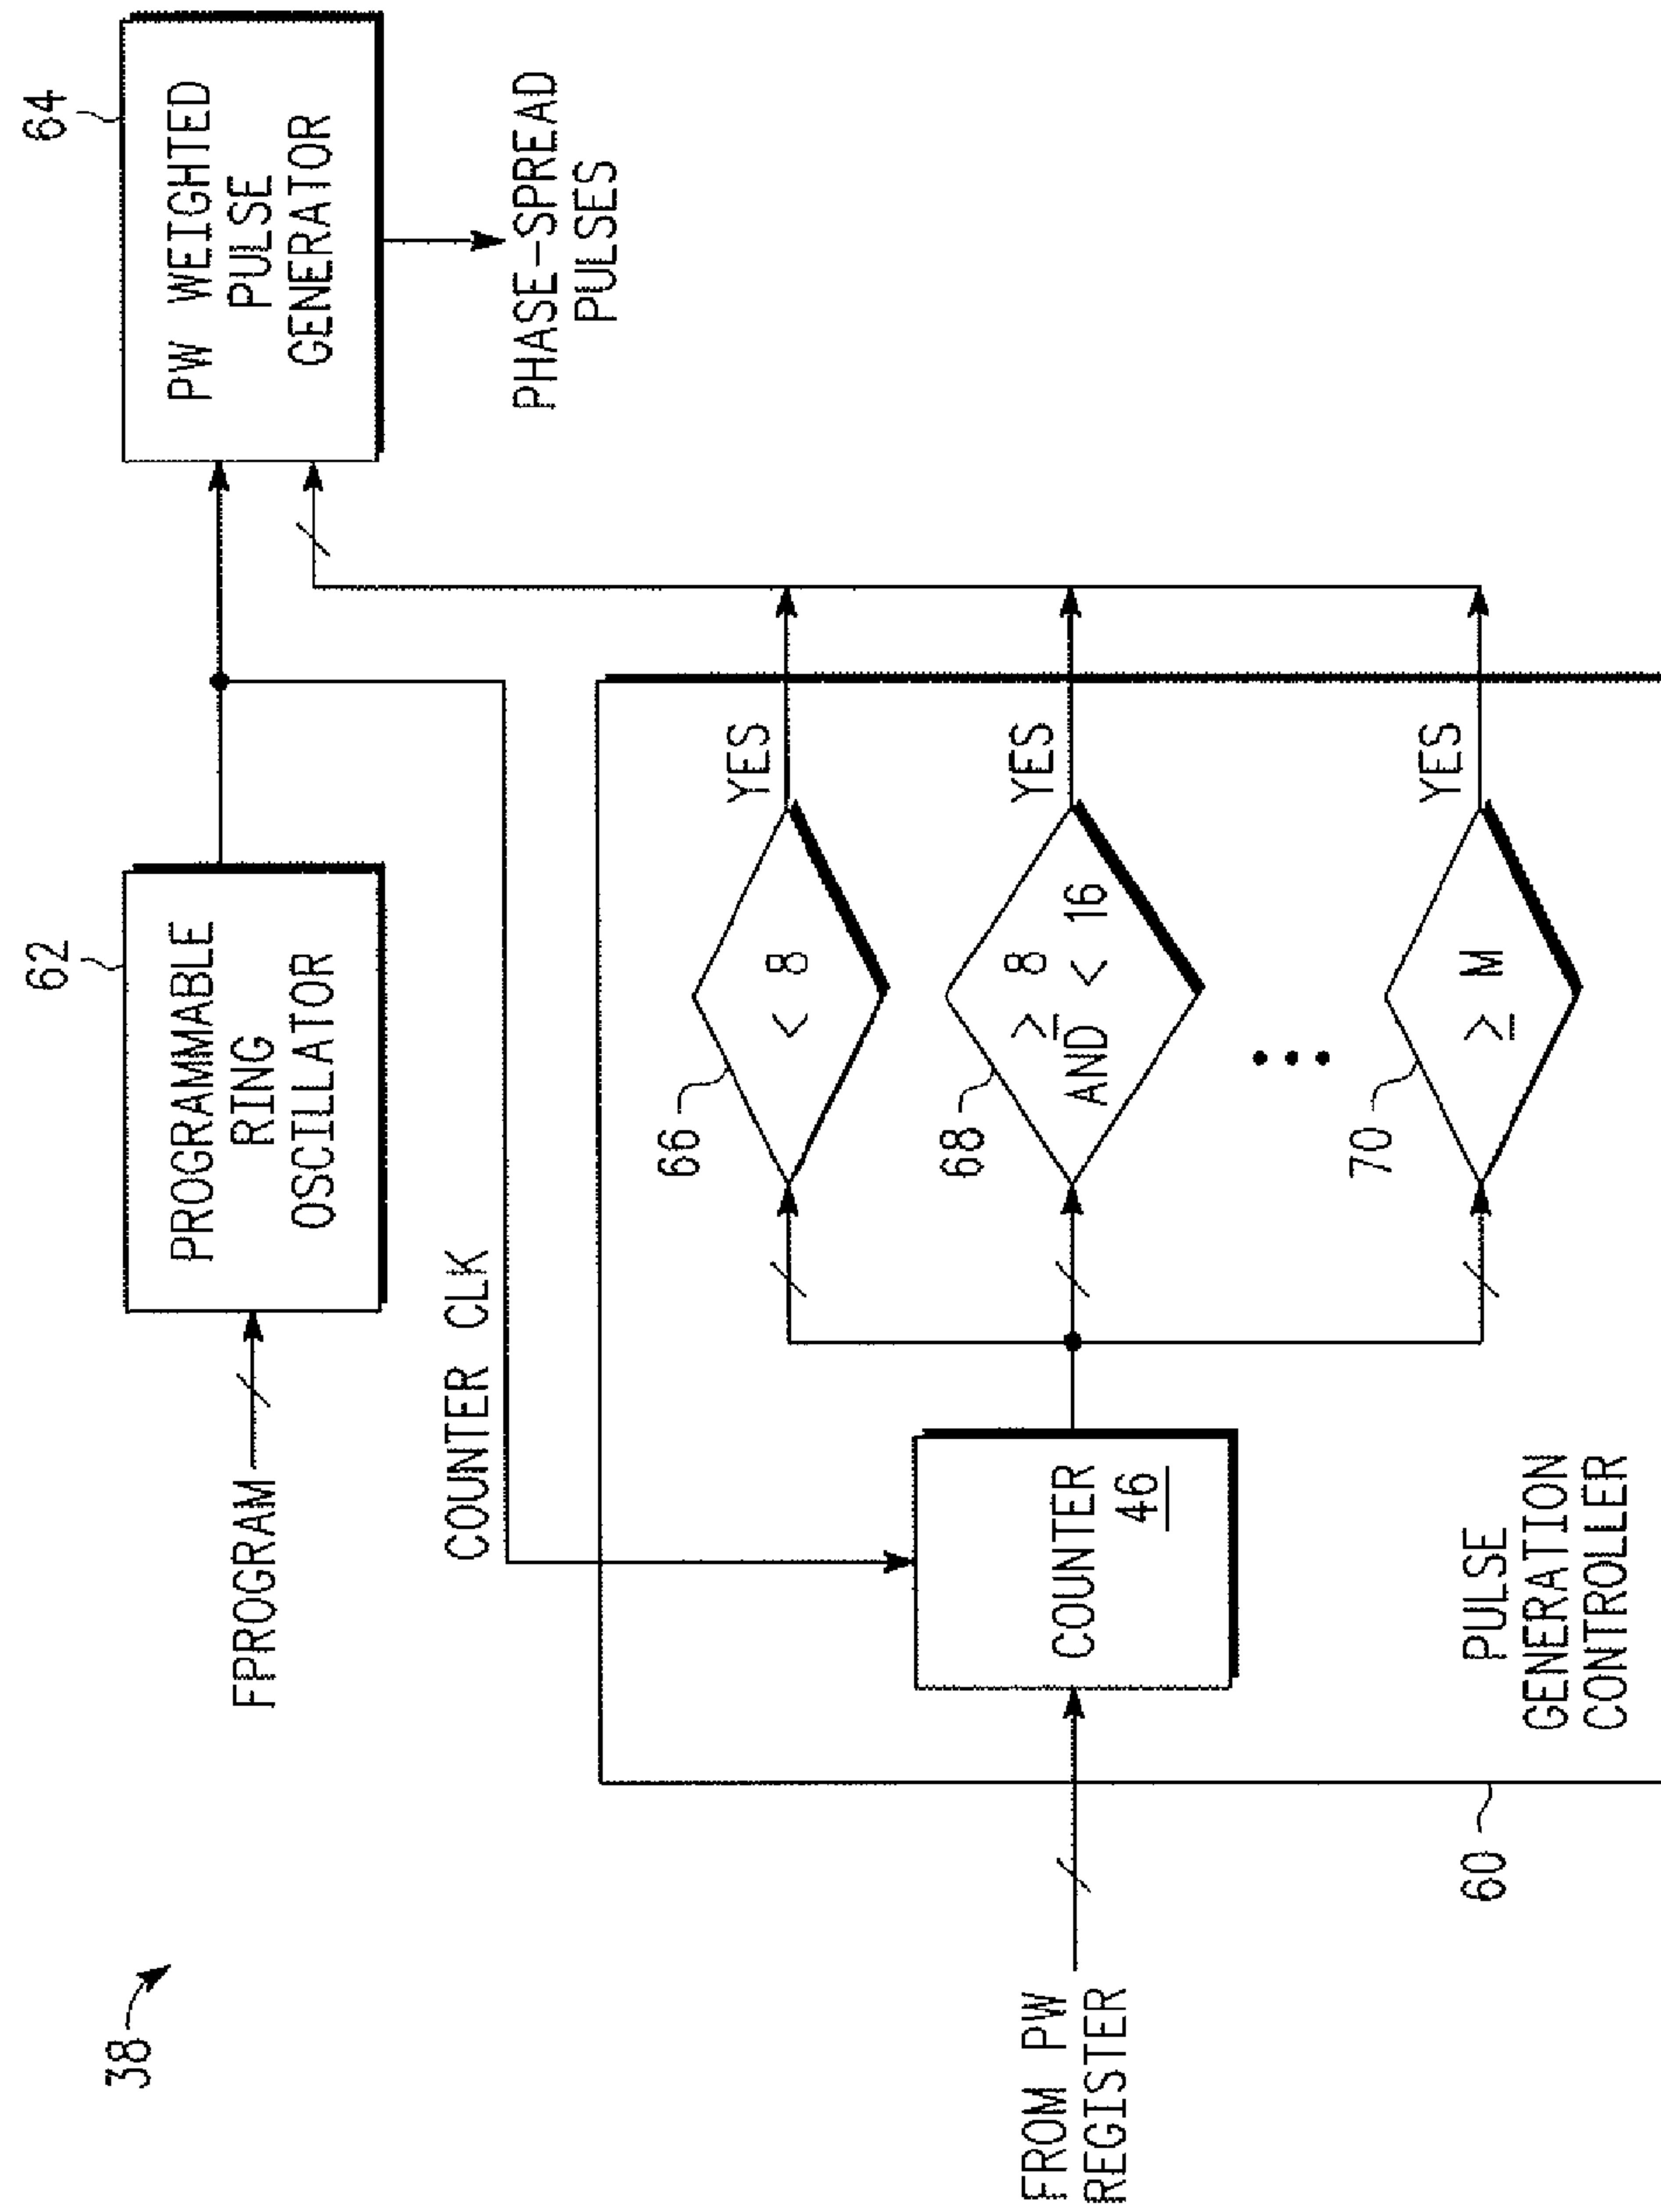 38
62
64
FPROGRAM
PROGRAMMABLE
RING
OSCILLATOR
PW WEIGHTED
PULSE
GENERATOR
COUNTER CLK
PHASE-SPREAD
PULSES
FROM PW
REGISTER
COUNTER
46
66
< 8
YES
68
≥ 8
AND < 16
YES
70
≥ M
YES
PULSE
GENERATION
CONTROLLER
60